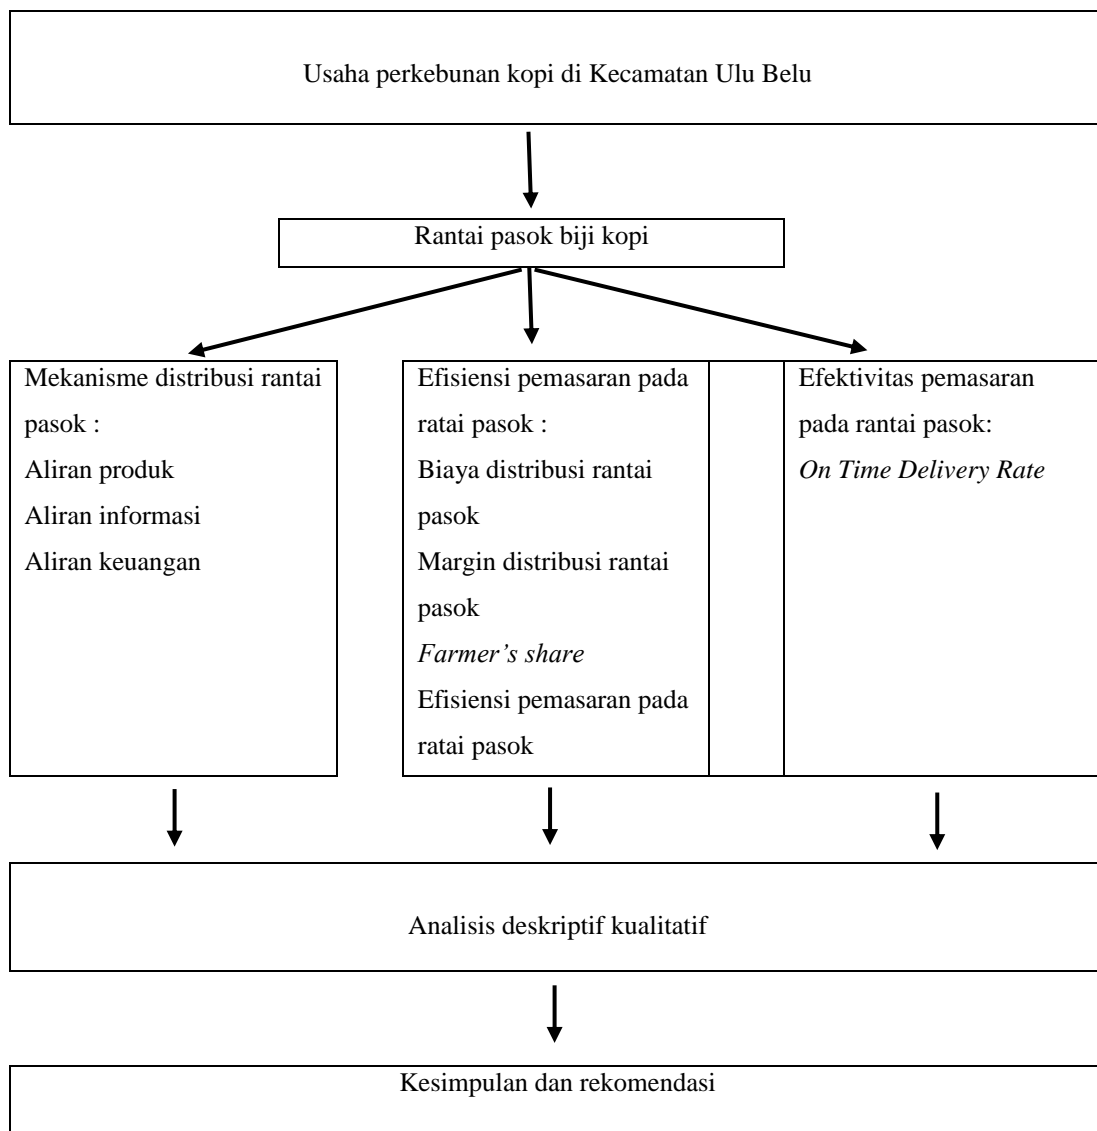 Usaha perkebunan kopi di Kecamatan Ulu Belu
Rantai pasok biji kopi
Mekanisme distribusi rantai
pasok :
Aliran produk
Aliran informasi
Aliran keuangan
Efisiensi pemasaran pada
ratai pasok :
Biaya distribusi rantai
pasok
Margin distribusi rantai
pasok
Farmer’s share
Efisiensi pemasaran pada
ratai pasok
Efektivitas pemasaran
pada rantai pasok:
On Time Delivery Rate
Analisis deskriptif kualitatif
Kesimpulan dan rekomendasi